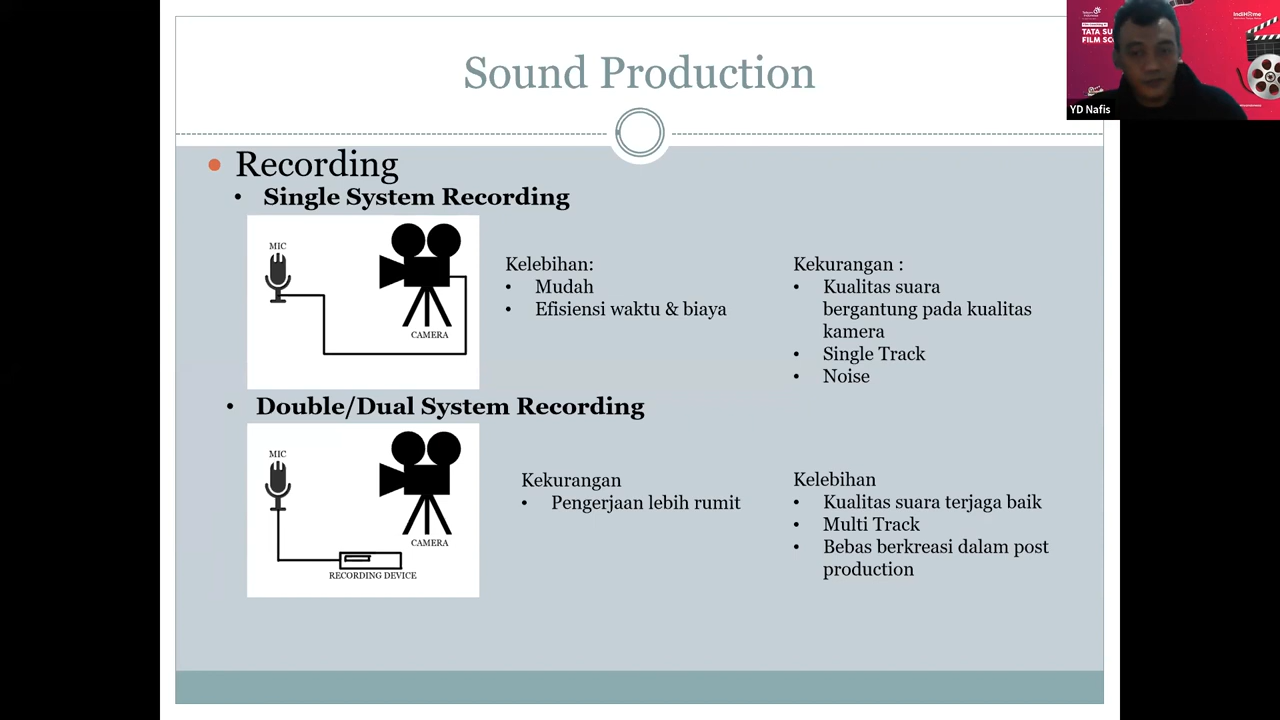 Sound Production
• Recording
• Single System Recording
MIC
CAMERA
Kelebihan:
• Mudah
• Efisiensi waktu & biaya
Kekurangan :
• Kualitas suara
bergantung pada kualitas
kamera
• Single Track
• Noise
• Double/Dual System Recording
MIC
CAMERA
RECORDING DEVICE
Kekurangan
• Pengerjaan lebih rumit
Kelebihan
• Kualitas suara terjaga baik
• Multi Track
• Bebas berkreasi dalam post
production
IndiHome
TATA SU
FILM SC
YD Nafis